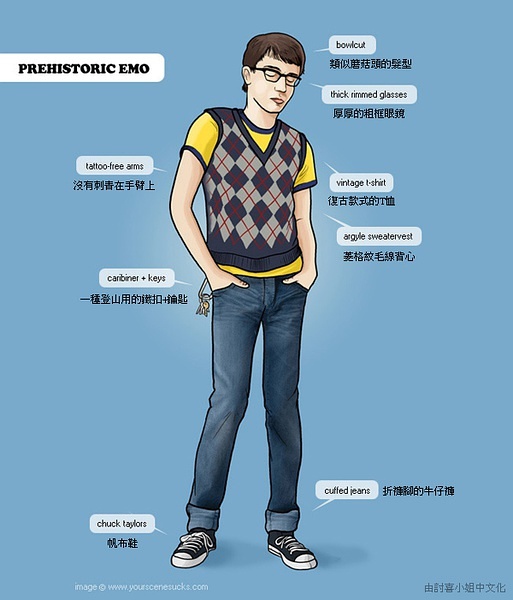 bowlcut
類似蘑菇頭的髮型
PREHISTORIC EMO
thick rimmed glasses
厚厚的粗框眼鏡
tattoo-free arms
沒有刺青在手臂上
vintage t-shirt
復古款式的T恤
argyle sweatervest
菱格紋毛線背心
caribiner + keys
一種登山用的鐵扣+鑰匙
cuffed jeans 折褲腳的牛仔褲
chuck taylors
帆布鞋
image © www.yourscenesucks.com
由討喜小姐中文化